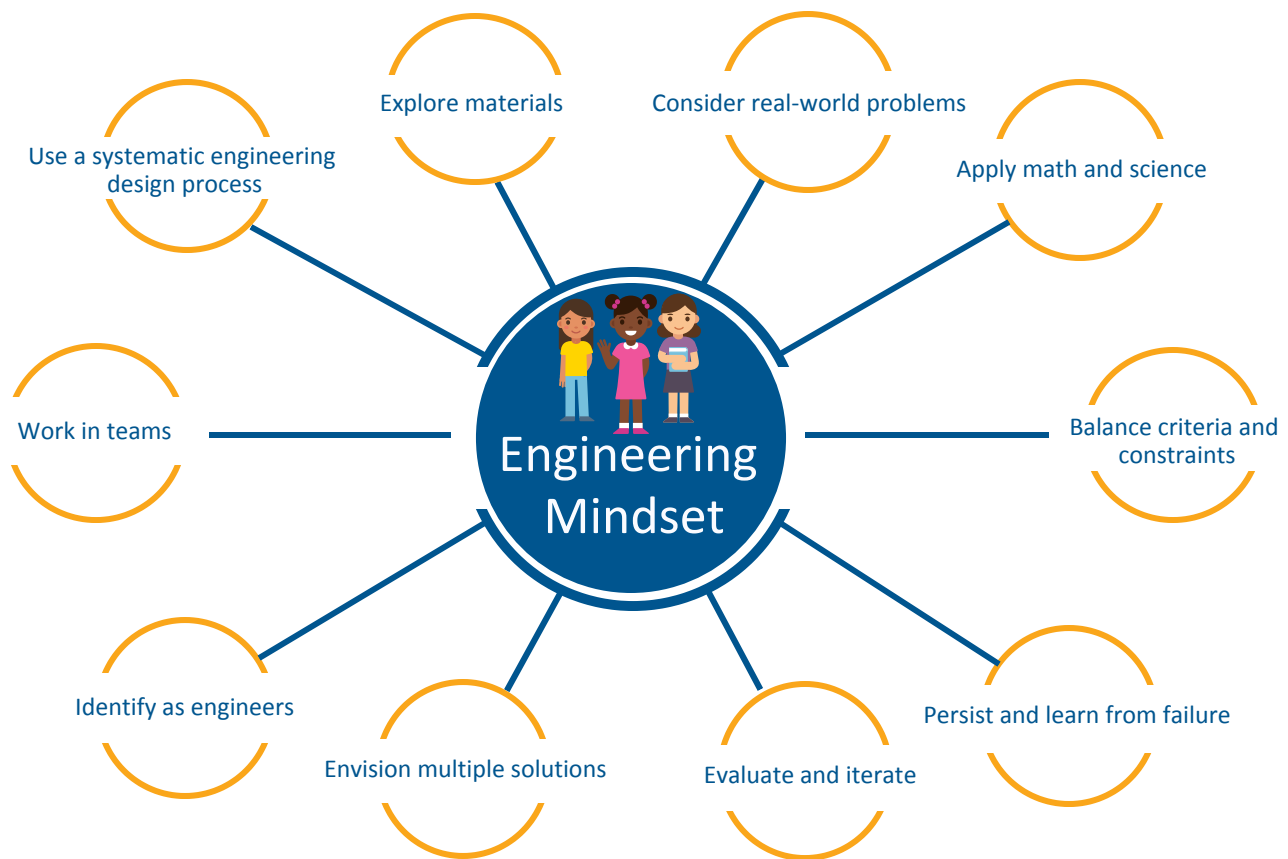 Explore materials
Consider real-world problems
Use a systematic engineering
design process
Apply math and science
Work in teams
Engineering
Mindset
Balance criteria and
constraints
Identify as engineers
Persist and learn from failure
Envision multiple solutions
Evaluate and iterate